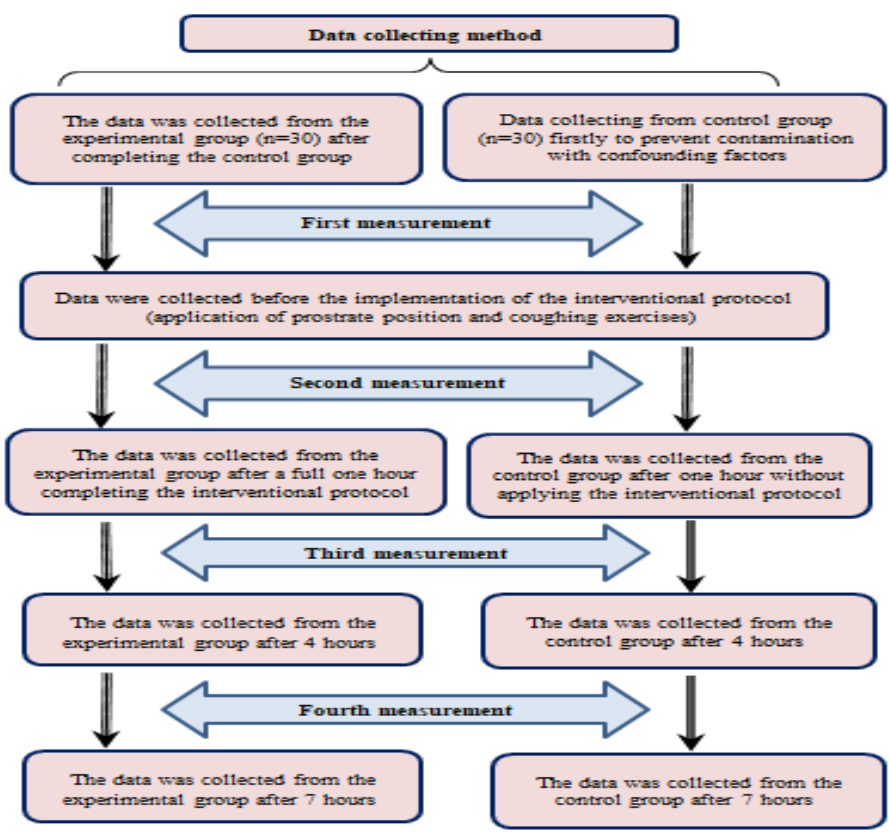 Data collecting method
The data was collected from the
experimental group (n=30) after
completing the control group
Data collecting from control group
(n=30) firstly to prevent contamination
with confounding factors
First measurement
Data were collected before the implementation of the interventional protocol
(application of prostrate position and coughing exercises)
Second measurement
The data was collected from the
experimental group after a full one hour
completing the interventional protocol
The data was collected from the
control group after one hour without
applying the interventional protocol
Third measurement
The data was collected from the
experimental group after 4 hours
The data was collected from the
control group after 4 hours
Fourth measurement
The data was collected from the
experimental group after 7 hours
The data was collected from the
control group after 7 hours